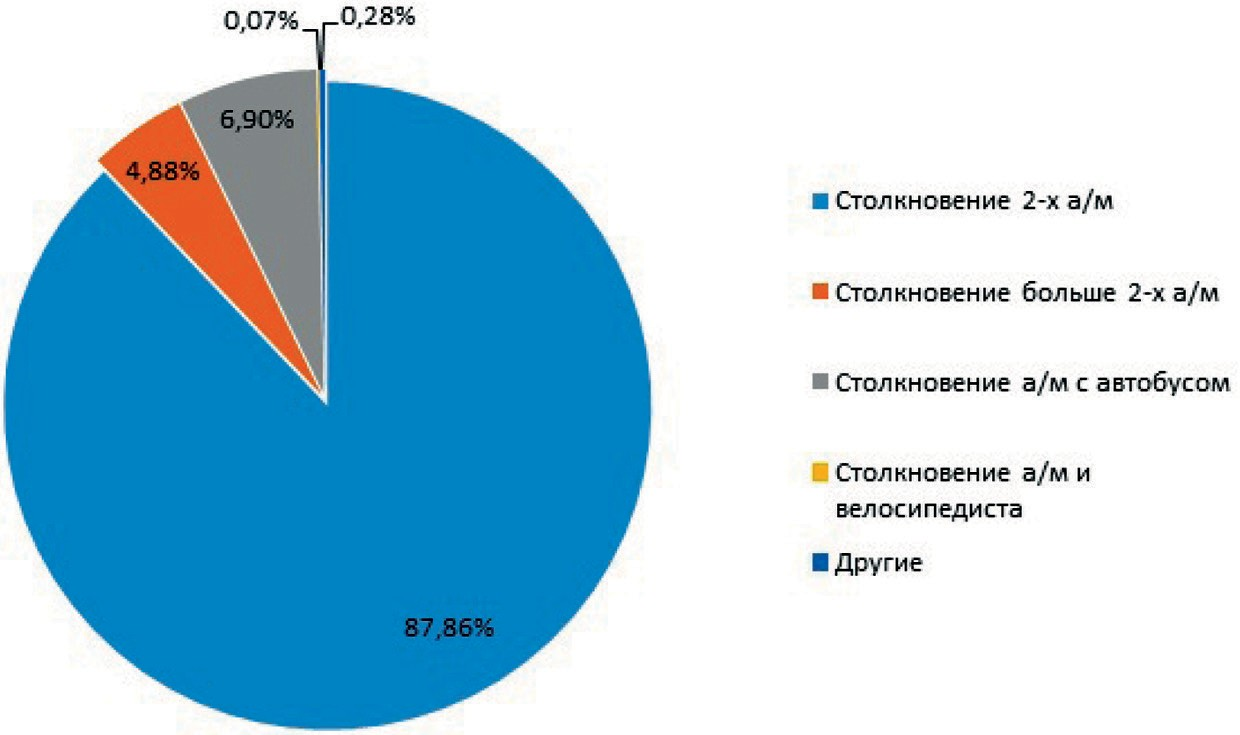 0,07%
0,28%
6,90%
4,88%
87,86%
Столкновение 2-х а/м
Столкновение больше 2-х а/м
Столкновение а/м с автобусом
Столкновение а/м и
велосипедиста
Другие